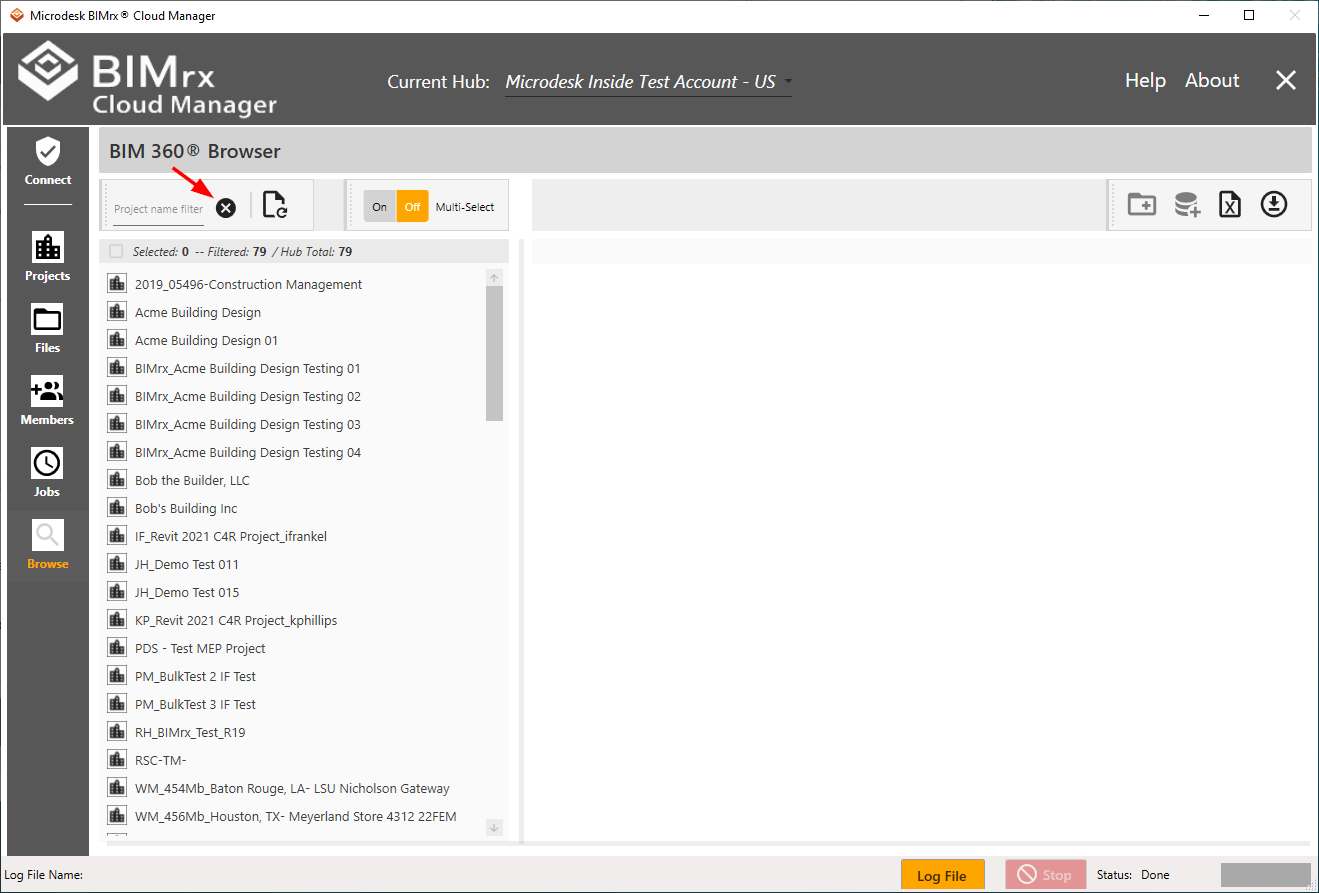 Microdesk BIMrx® Cloud Manager
BIMrx
Cloud Manager
Current Hub: Microdesk Inside Test Account - US
Help About
Connect
Projects
Files
Members
Jobs
Browse
BIM 360® Browser
Project name filter
On Off Multi-Select
Selected: 0 -- Filtered: 79 / Hub Total: 79
2019_05496-Construction Management
Acme Building Design
Acme Building Design 01
BIMrx_Acme Building Design Testing 01
BIMrx_Acme Building Design Testing 02
BIMrx_Acme Building Design Testing 03
BIMrx_Acme Building Design Testing 04
Bob the Builder, LLC
Bob's Building Inc
IF_Revit 2021 C4R Project_ifrankel
JH_Demo Test 011
JH_Demo Test 015
KP_Revit 2021 C4R Project_kphillips
PDS - Test MEP Project
PM_BulkTest 2 IF Test
PM_BulkTest 3 IF Test
RH_BIMrx_Test_R19
RSC-TM-
WM_454Mb_Baton Rouge, LA- LSU Nicholson Gateway
WM_456Mb_Houston, TX- Meyerland Store 4312 22FEM
Log File Name:
Log File
Stop
Status: Done